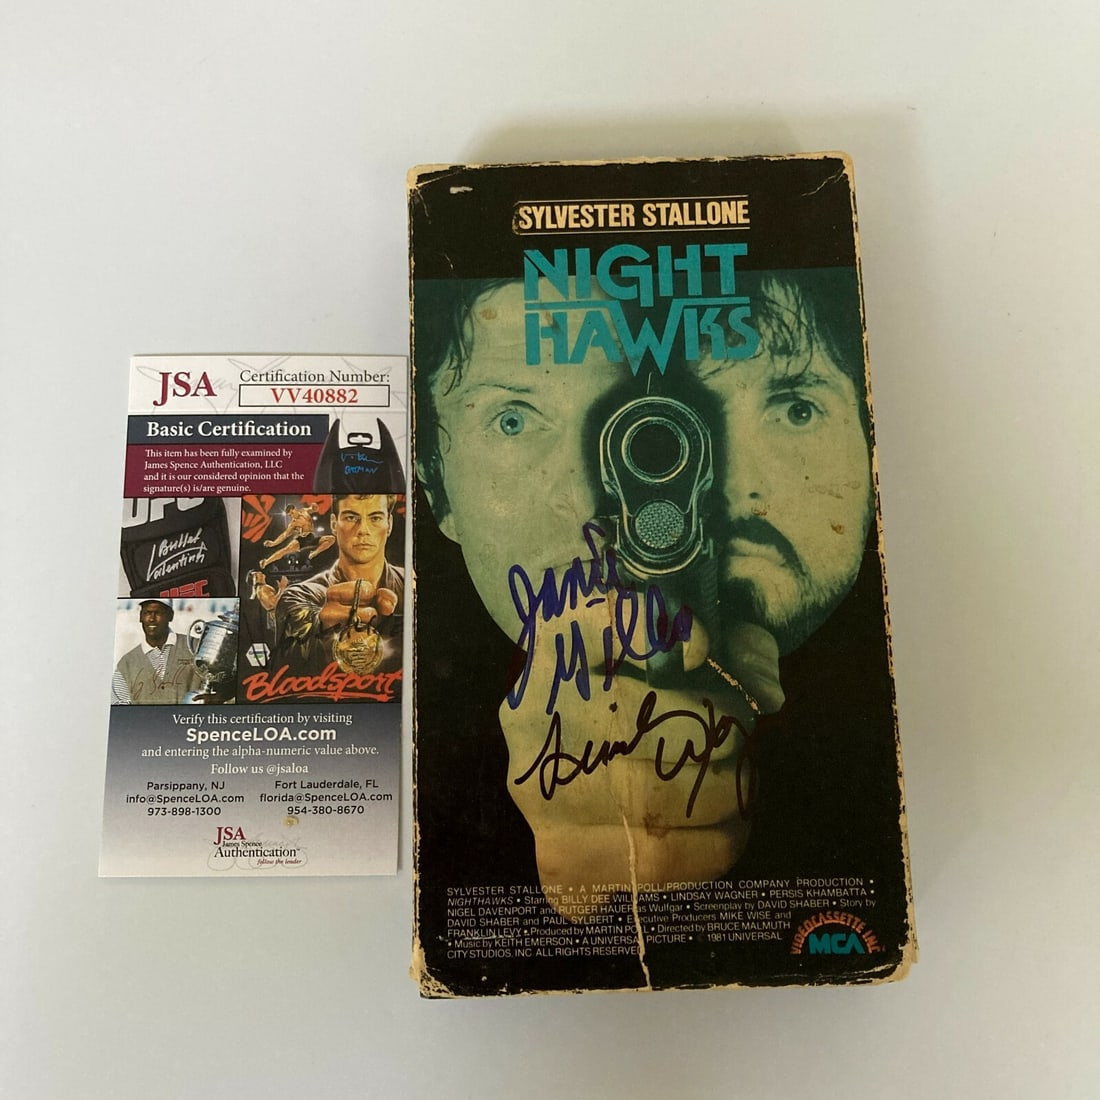 JSA
Certification Number:
VV40882
Basic Certification
This item has been fully examined by
James Spence Authentication, LLC
and it is our considered opinion that the
signature(s) is/are genuine.
UFC
UFC
Bloodsport
Verify this certification by visiting
SpenceLOA.com
and entering the alpha-numeric value above.
Follow us @jsaloa
Parsippany, NJ
info@SpenceLOA.com
973-898-1300
Fort Lauderdale, FL
florida@SpenceLOA.com
954-380-8670
JSA
James Spence
Authentication
follow the leader
SYLVESTER STALLONE
NIGHT
HAWKS
SYLVESTER STALLONE • A MARTIN POLL/PRODUCTION COMPANY PRODUCTION •
NIGHTHAWKS • Starring BILLY DEE WILLIAMS • LINDSAY WAGNER • PERSIS KHAMBATTA •
NIGEL DAVENPORT and RUTGER HAUER as Wulfgar • Screenplay by DAVID SHABER • Story by
DAVID SHABER and PAUL SYLBERT • Executive Producers MIKE WISE and
FRANKLIN LEVY • Produced by MARTIN POLL • Directed by BRUCE MALMUTH
• Music by KEITH EMERSON • A UNIVERSAL PICTURE • © 1981 UNIVERSAL
CITY STUDIOS, INC. ALL RIGHTS RESERVED
VIDEOCASSETTE INC
MCA